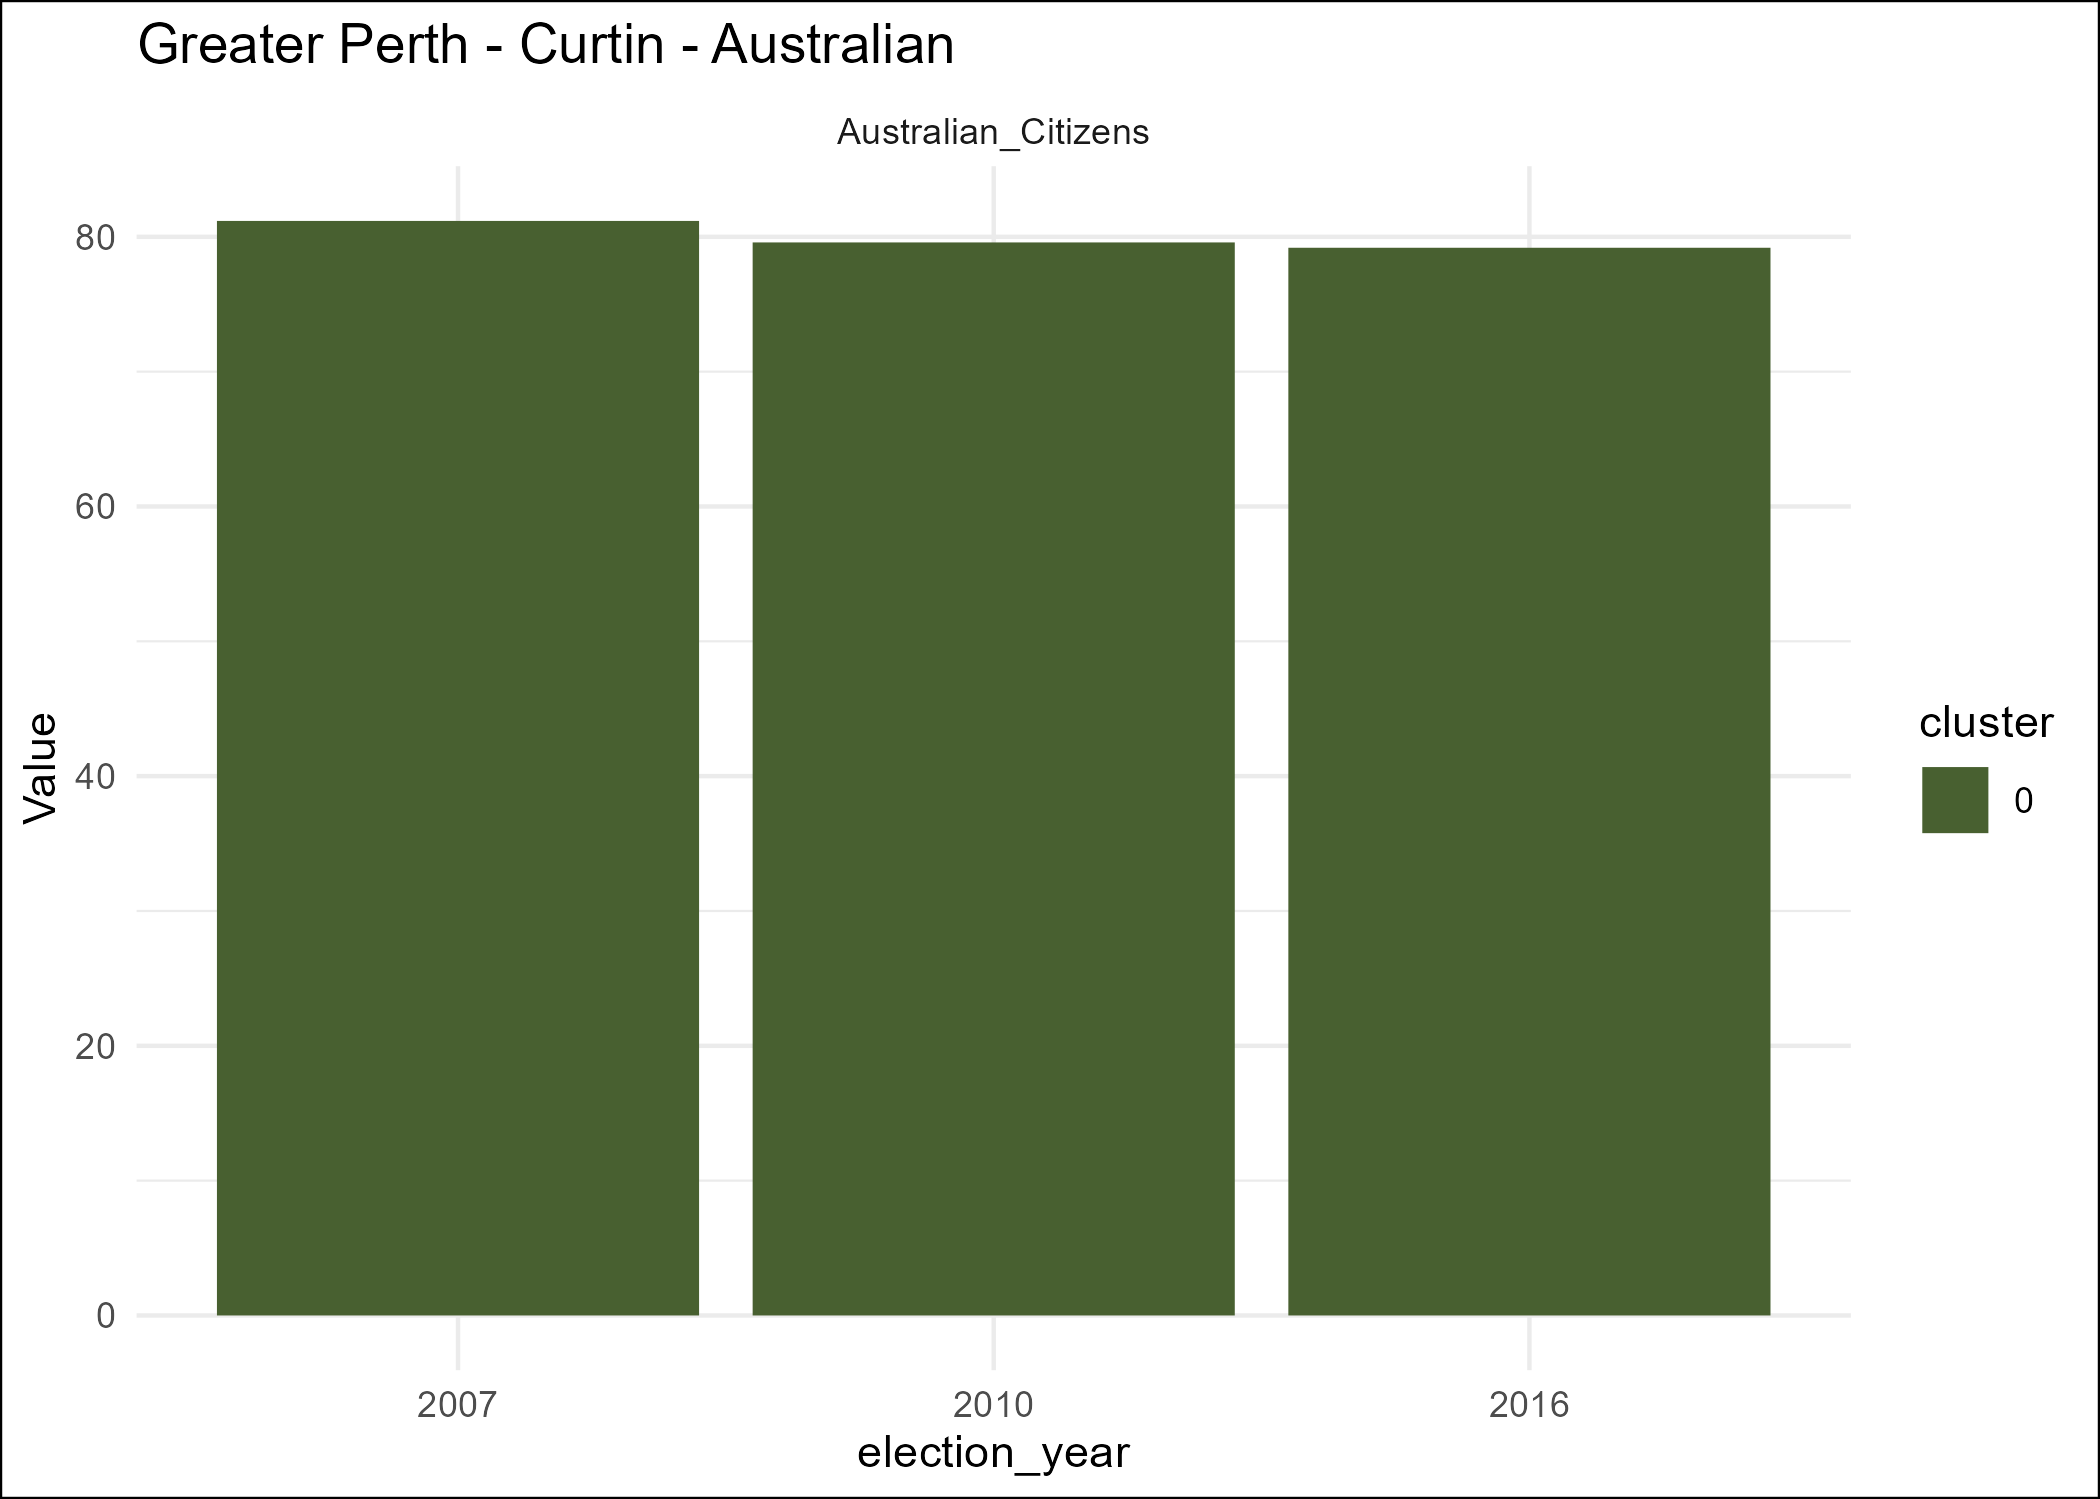 Greater Perth - Curtin - Australian
Australian_Citizens
80
60
40
20
0
Value
2007 2010 2016
election_year
cluster
0